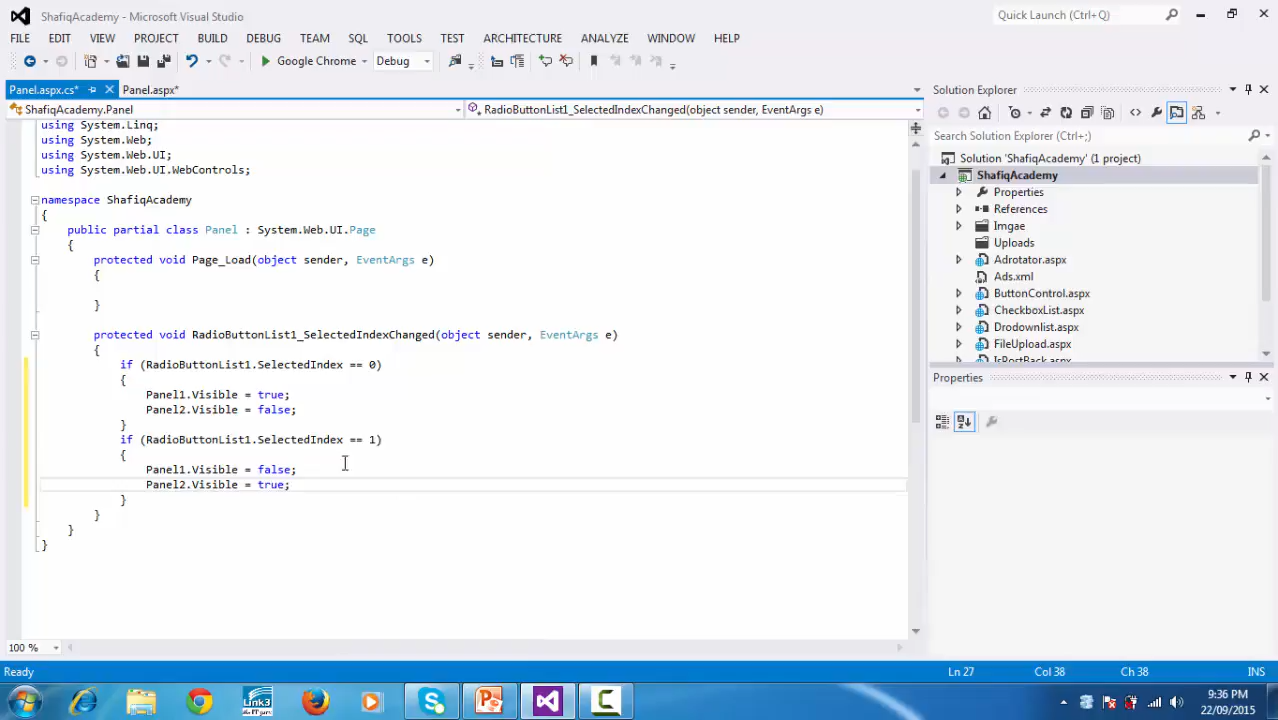 ShafiqAcademy - Microsoft Visual Studio
Quick Launch (Ctrl+Q)
FILE EDIT VIEW PROJECT BUILD DEBUG TEAM SQL TOOLS TEST ARCHITECTURE ANALYZE WINDOW HELP
Google Chrome Debug
Panel.aspx.cs* Panel.aspx*
ShafiqAcademy.Panel RadioButtonList1_SelectedIndexChanged(object sender, EventArgs e)
using System.Linq;
using System.Web;
using System.Web.UI;
using System.Web.UI.WebControls;
namespace ShafiqAcademy
{
public partial class Panel : System.Web.UI.Page
{
protected void Page_Load(object sender, EventArgs e)
{
}
protected void RadioButtonList1_SelectedIndexChanged(object sender, EventArgs e)
{
if (RadioButtonList1.SelectedIndex == 0)
{
Panel1.Visible = true;
Panel2.Visible = false;
}
if (RadioButtonList1.SelectedIndex == 1)
{
Panel1.Visible = false;
Panel2.Visible = true;
}
}
}
}
100 %
Solution Explorer
Search Solution Explorer (Ctrl+;)
Solution 'ShafiqAcademy' (1 project)
ShafiqAcademy
Properties
References
Imgae
Uploads
Adrotator.aspx
Ads.xml
ButtonControl.aspx
CheckboxList.aspx
Drodownlist.aspx
FileUpload.aspx
IsPostBack.aspx
Properties
Ready Ln 27 Col 38 Ch 38 INS
Link3
9:36 PM
22/09/2015